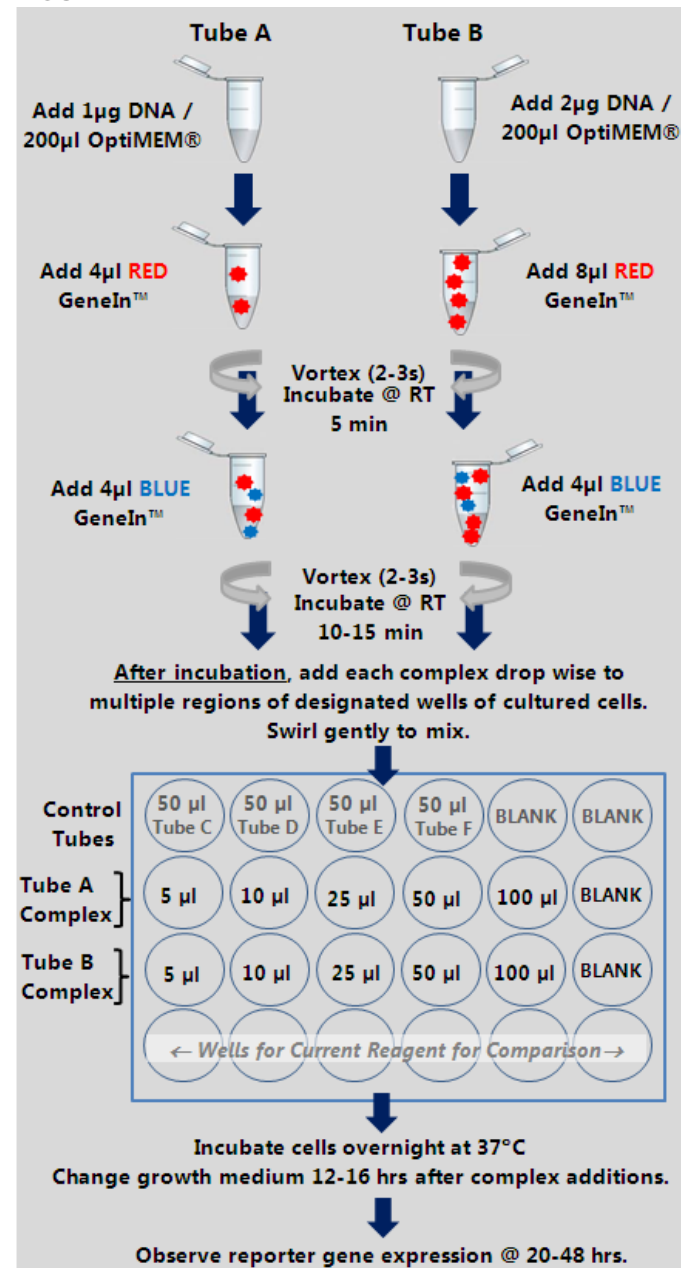 Tube A
Tube B
Add 1µg DNA /
200µl OptiMEM®
Add 2µg DNA /
200µl OptiMEM®
Add 4µl RED
GeneIn™
Add 8µl RED
GeneIn™
Vortex (2-3s)
Incubate @ RT
5 min
Add 4µl BLUE
GeneIn™
Add 4µl BLUE
GeneIn™
Vortex (2-3s)
Incubate @ RT
10-15 min
After incubation, add each complex drop wise to
multiple regions of designated wells of cultured cells.
Swirl gently to mix.
Control
Tubes
50 µl
Tube C
50 µl
Tube D
50 µl
Tube E
50 µl
Tube F
BLANK
BLANK
Tube A
Complex
5 µl
10 µl
25 µl
50 µl
100 µl
BLANK
Tube B
Complex
5 µl
10 µl
25 µl
50 µl
100 µl
BLANK
← Wells for Current Reagent for Comparison→
Incubate cells overnight at 37°C
Change growth medium 12-16 hrs after complex additions.
Observe reporter gene expression @ 20-48 hrs.